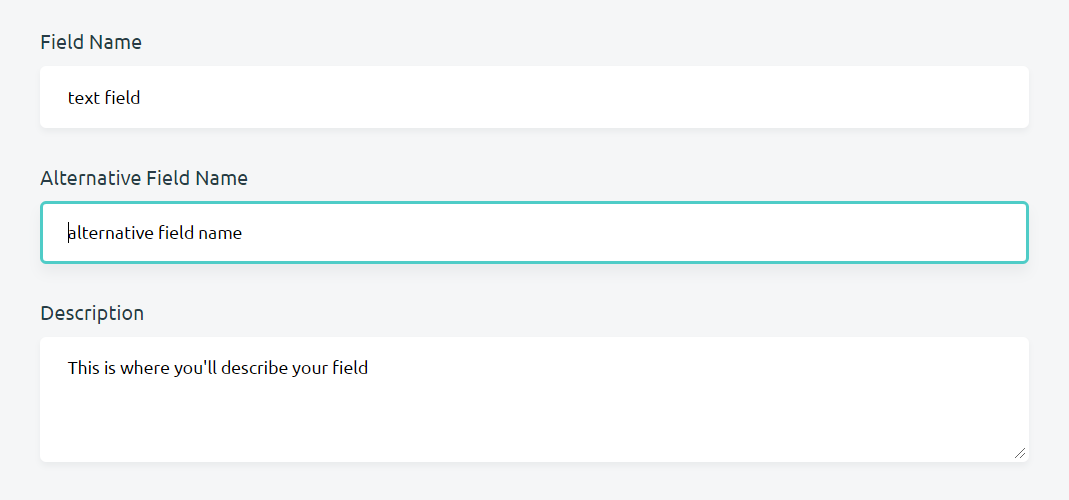 Field Name
text field
Alternative Field Name
alternative field name
Description
This is where you'll describe your field